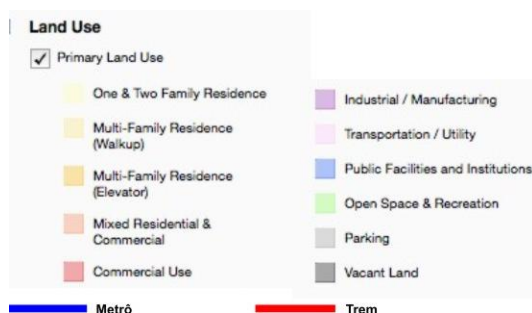 Land Use
Primary Land Use
One & Two Family Residence
Multi-Family Residence
(Walkup)
Multi-Family Residence
(Elevator)
Mixed Residential &
Commercial
Commercial Use
Industrial / Manufacturing
Transportation / Utility
Public Facilities and Institutions
Open Space & Recreation
Parking
Vacant Land
Metrô
Trem